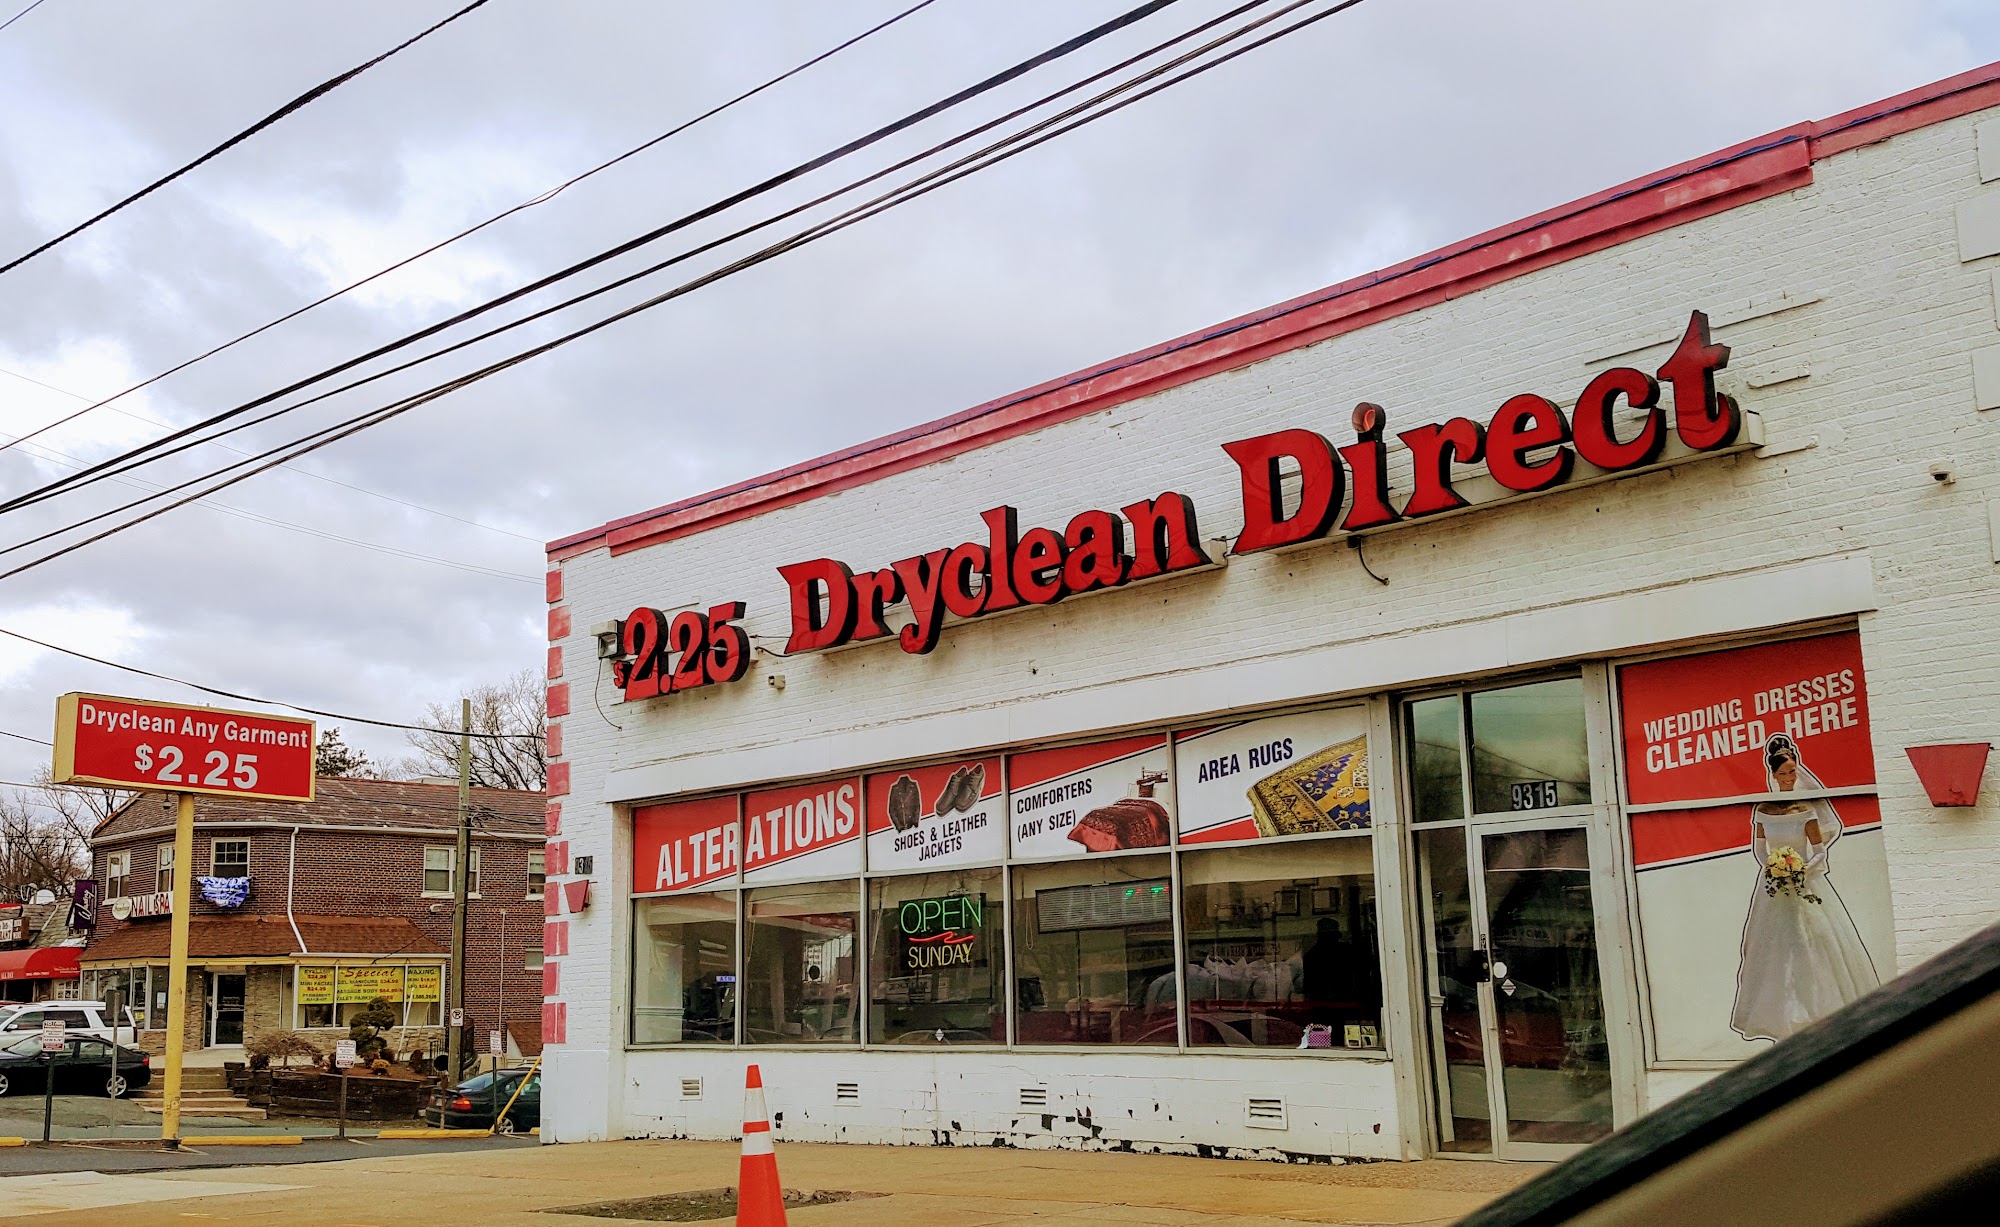 $2.25 Dryclean Direct
Dryclean Any Garment
$2.25
ALTERATIONS
SHOES & LEATHER
JACKETS
COMFORTERS
(ANY SIZE)
AREA RUGS
WEDDING DRESSES
CLEANED HERE
9315
OPEN
SUNDAY
NAIL & SPA
Special
WAXING